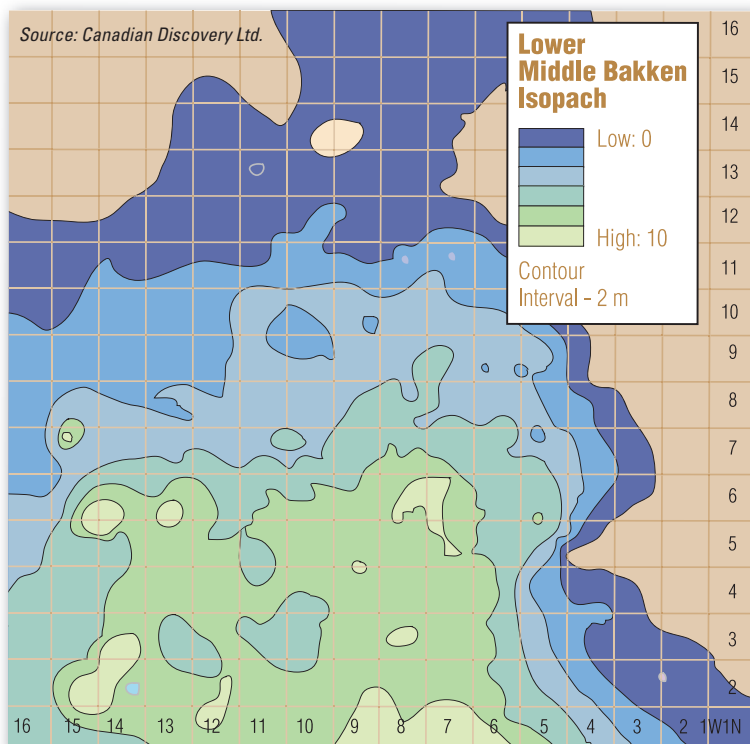 Source: Canadian Discovery Ltd.
Lower
Middle Bakken
Isopach
Low: 0
High: 10
Contour
Interval - 2 m
16
15
14
13
12
11
10
9
8
7
6
5
4
3
2
16 15 14 13 12 11 10 9 8 7 6 5 4 3 2 1W1N